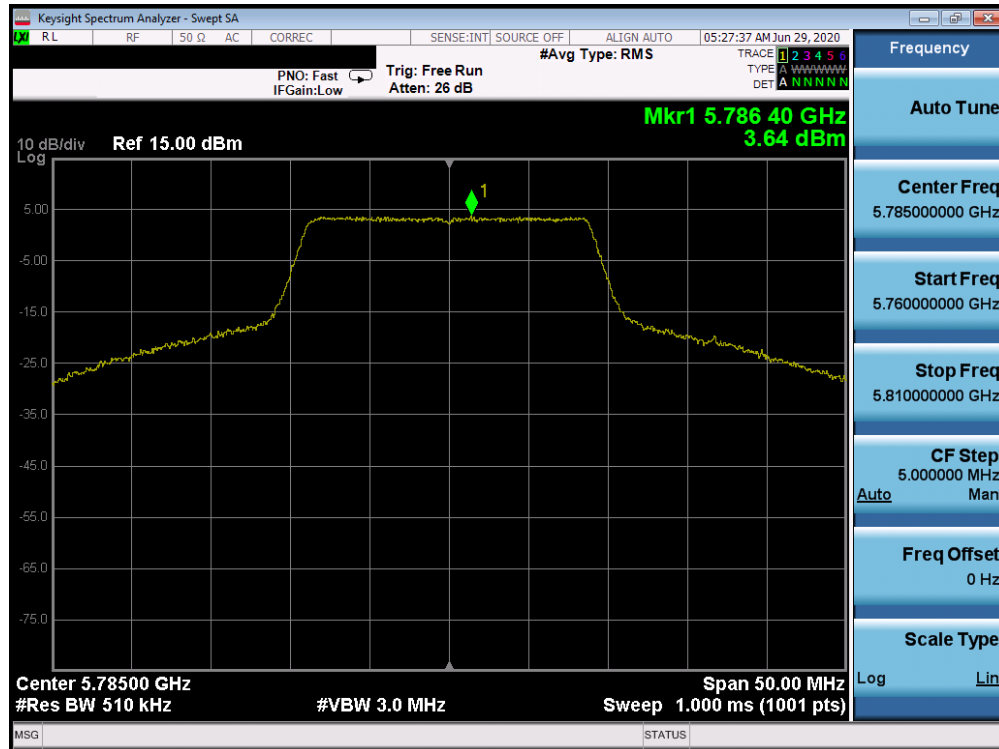 Keysight Spectrum Analyzer - Swept SA
LXI RL RF 50 Ω AC CORREC SENSE:INT SOURCE OFF ALIGN AUTO 05:27:37 AM Jun 29, 2020
#Avg Type: RMS
TRACE 1 2 3 4 5 6
TYPE A WWWWW
DET A N N N N N
PNO: Fast
IFGain:Low
Trig: Free Run
Atten: 26 dB
Mkr1 5.786 40 GHz
3.64 dBm
10 dB/div Ref 15.00 dBm
Log
1
5.00
-5.00
-15.0
-25.0
-35.0
-45.0
-55.0
-65.0
-75.0
Center 5.78500 GHz
#Res BW 510 kHz
#VBW 3.0 MHz
Span 50.00 MHz
Sweep 1.000 ms (1001 pts)
MSG
STATUS
Frequency
Auto Tune
Center Freq
5.785000000 GHz
Start Freq
5.760000000 GHz
Stop Freq
5.810000000 GHz
CF Step
5.000000 MHz
Auto Man
Freq Offset
0 Hz
Scale Type
Log Lin